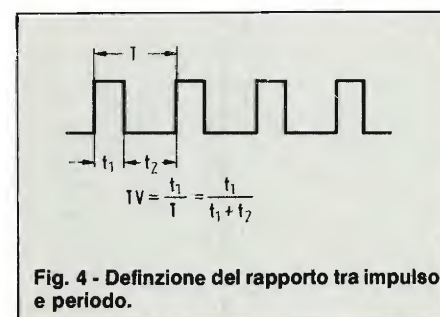 T
t₁ t₂
TV = t₁/T = t₁/(t₁ + t₂)
Fig. 4 - Definzione del rapporto tra impulso
e periodo.